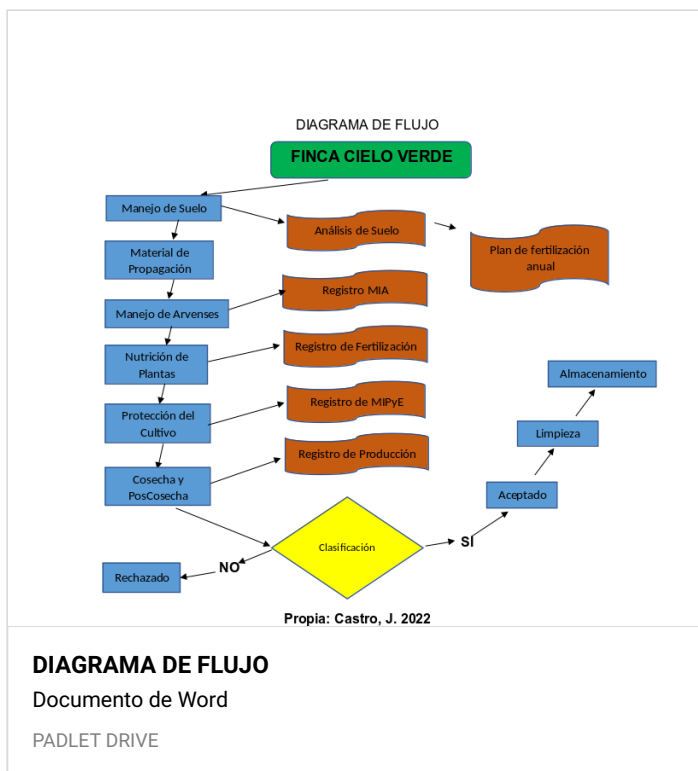 DIAGRAMA DE FLUJO
FINCA CIELO VERDE
Manejo de Suelo
Análisis de Suelo
Plan de fertilización
anual
Material de
Propagación
Registro MIA
Manejo de Arvenses
Nutrición de
Plantas
Registro de Fertilización
Almacenamiento
Protección del
Cultivo
Registro de MIPyE
Limpieza
Registro de Producción
Cosecha y
PosCosecha
Aceptado
Clasificación
SÍ
NO
Rechazado
Propia: Castro, J. 2022
DIAGRAMA DE FLUJO
Documento de Word
PADLET DRIVE